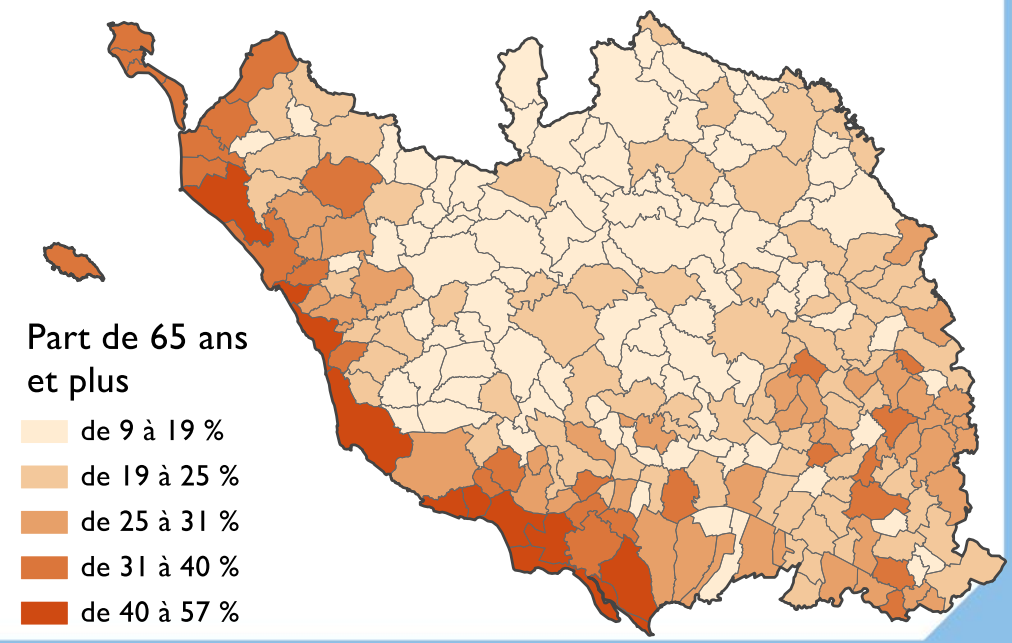 Part de 65 ans
et plus
de 9 à 19 %
de 19 à 25 %
de 25 à 31 %
de 31 à 40 %
de 40 à 57 %